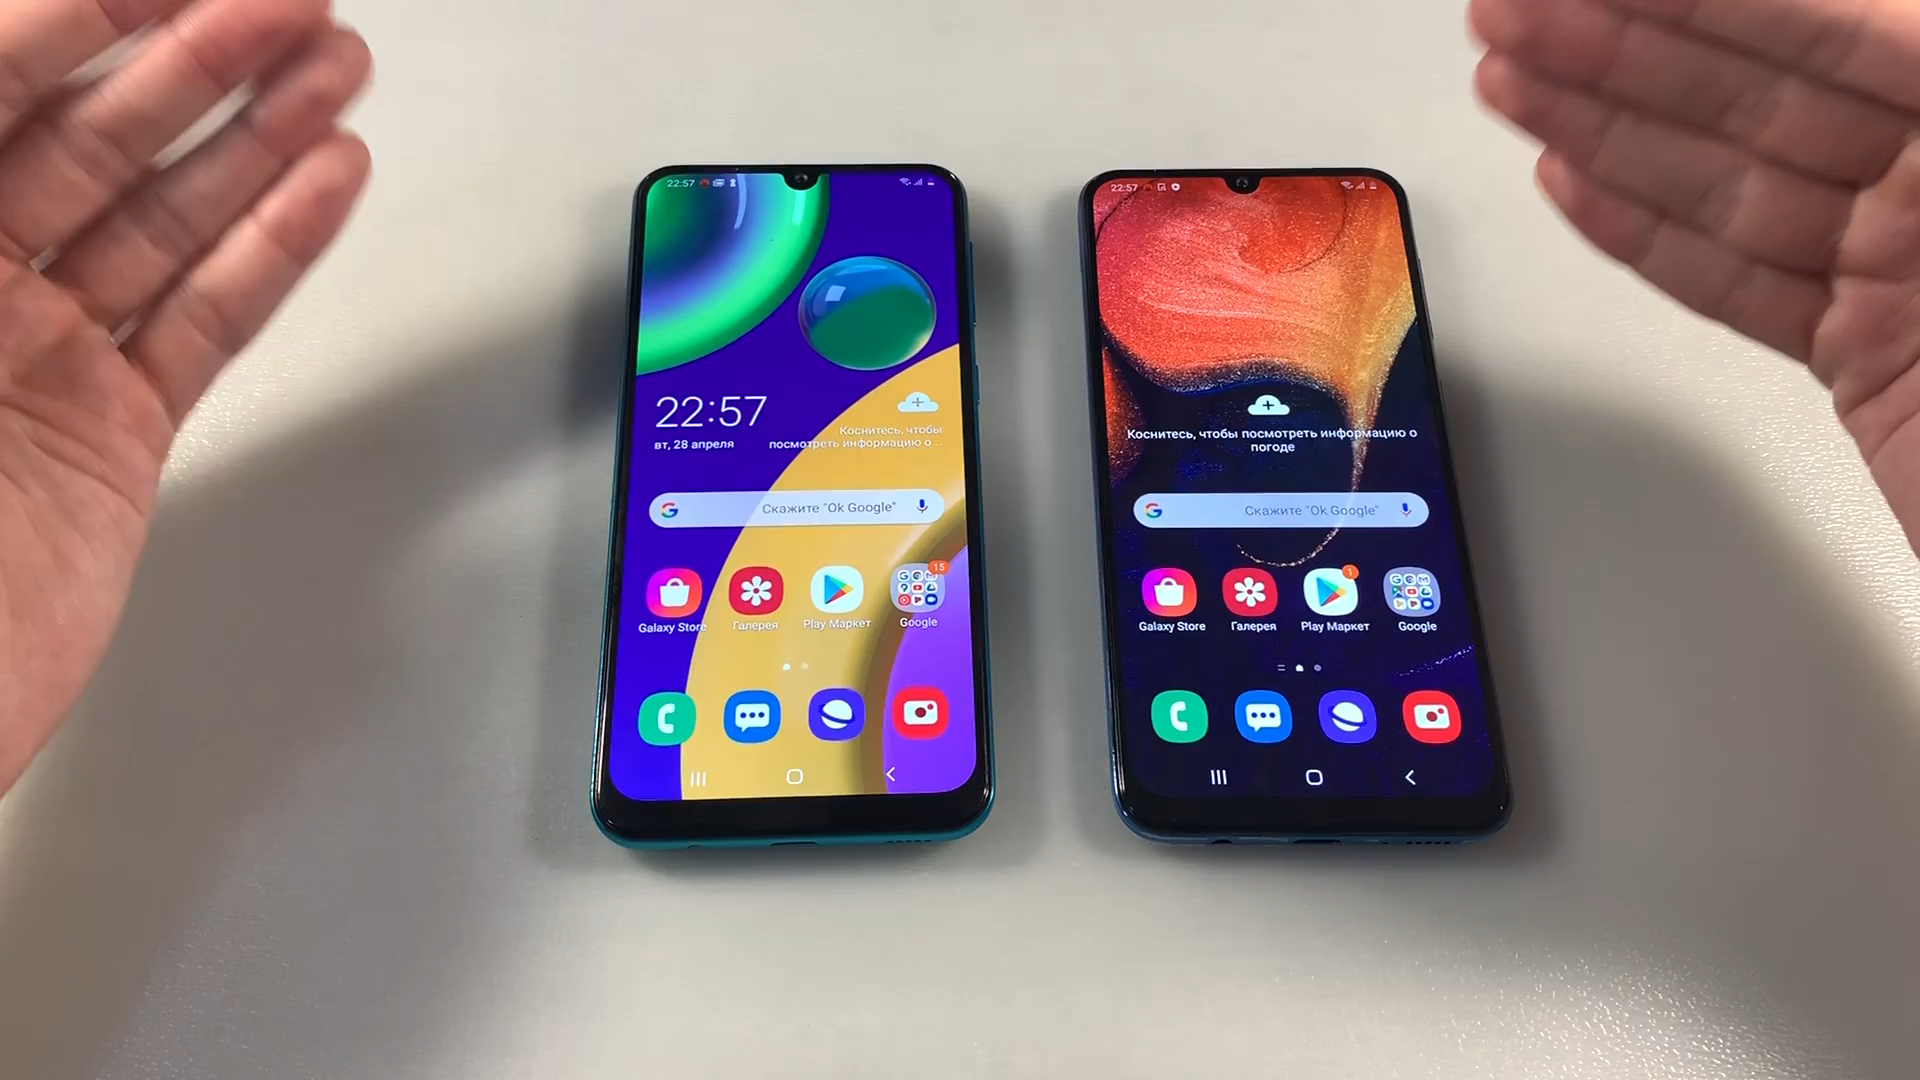 22:57
22:57
вт, 28 апреля
Коснитесь, чтобы
посмотреть информацию о ...
Скажите "Ok Google"
15
Galaxy Store
Галерея
Play Маркет
Google
22:57
Коснитесь, чтобы посмотреть информацию о
погоде
Скажите "Ok Google"
1
Galaxy Store
Галерея
Play Маркет
Google